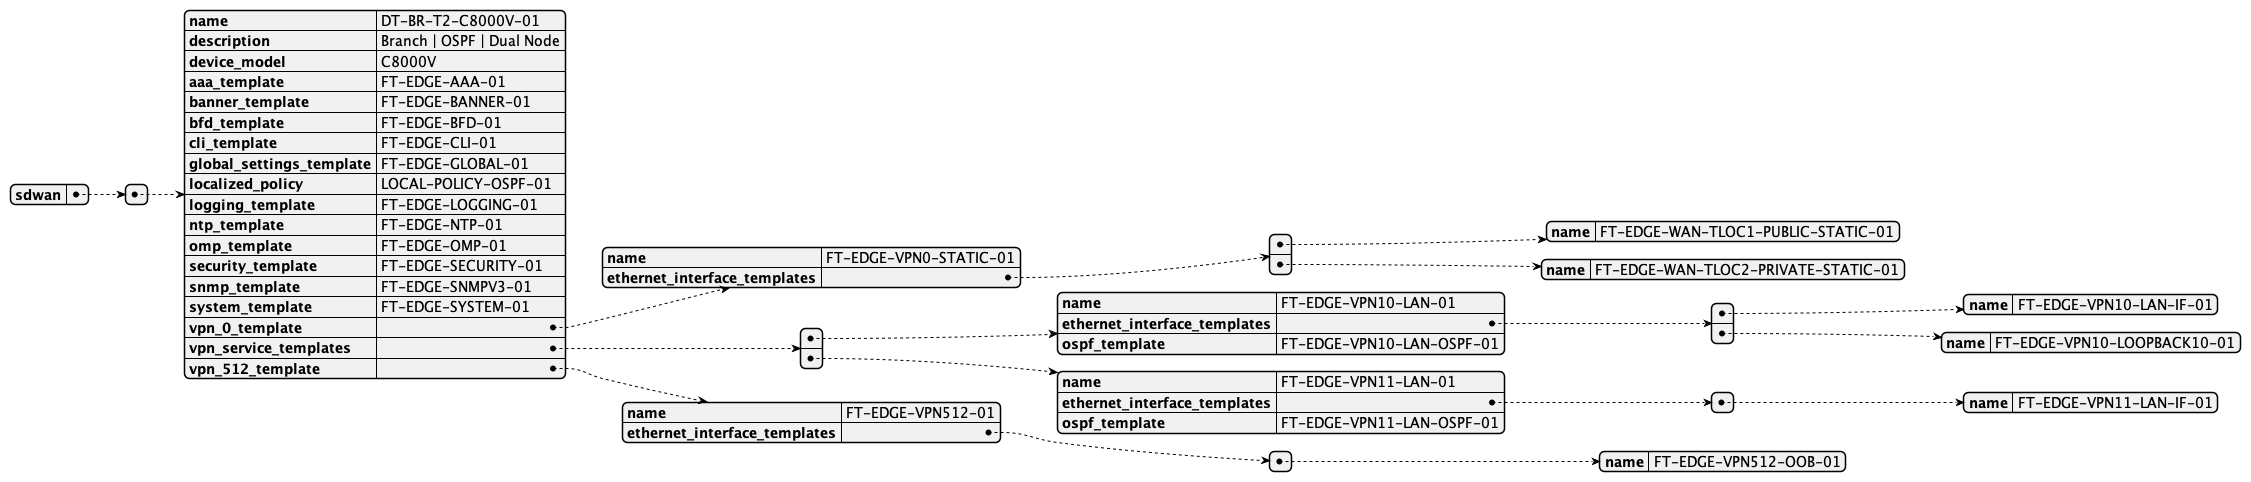 sdwan
name DT-BR-T2-C8000V-01
description Branch | OSPF | Dual Node
device_model C8000V
aaa_template FT-EDGE-AAA-01
banner_template FT-EDGE-BANNER-01
bfd_template FT-EDGE-BFD-01
cli_template FT-EDGE-CLI-01
global_settings_template FT-EDGE-GLOBAL-01
localized_policy LOCAL-POLICY-OSPF-01
logging_template FT-EDGE-LOGGING-01
ntp_template FT-EDGE-NTP-01
omp_template FT-EDGE-OMP-01
security_template FT-EDGE-SECURITY-01
snmp_template FT-EDGE-SNMPV3-01
system_template FT-EDGE-SYSTEM-01
vpn_0_template
vpn_service_templates
vpn_512_template
name FT-EDGE-VPN0-STATIC-01
ethernet_interface_templates
name FT-EDGE-WAN-TLOC1-PUBLIC-STATIC-01
name FT-EDGE-WAN-TLOC2-PRIVATE-STATIC-01
name FT-EDGE-VPN10-LAN-01
ethernet_interface_templates
ospf_template FT-EDGE-VPN10-LAN-OSPF-01
name FT-EDGE-VPN10-LAN-IF-01
name FT-EDGE-VPN10-LOOPBACK10-01
name FT-EDGE-VPN11-LAN-01
ethernet_interface_templates
ospf_template FT-EDGE-VPN11-LAN-OSPF-01
name FT-EDGE-VPN11-LAN-IF-01
name FT-EDGE-VPN512-01
ethernet_interface_templates
name FT-EDGE-VPN512-OOB-01